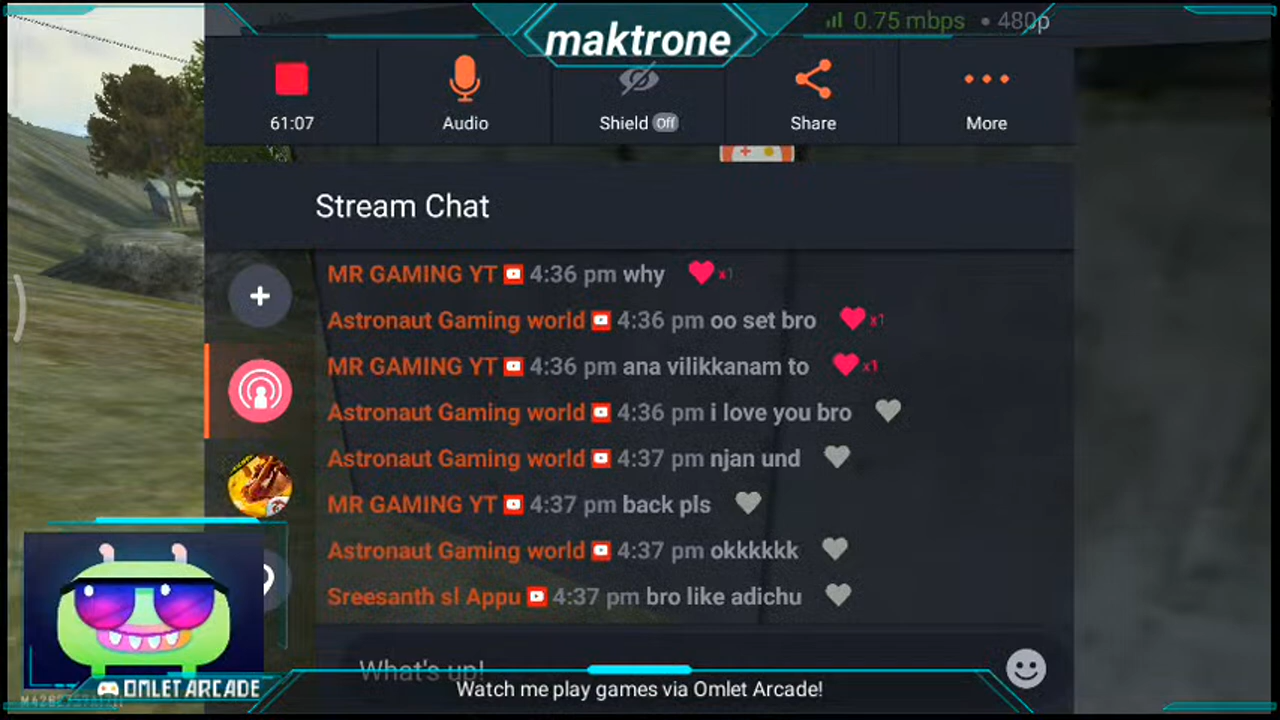 0.75 mbps • 480p
maktrone
61:07
Audio
Shield Off
Share
More
Stream Chat
MR GAMING YT 4:36 pm why x1
Astronaut Gaming world 4:36 pm oo set bro x1
MR GAMING YT 4:36 pm ana vilikkanam to x1
Astronaut Gaming world 4:36 pm i love you bro
Astronaut Gaming world 4:37 pm njan und
MR GAMING YT 4:37 pm back pls
Astronaut Gaming world 4:37 pm okkkkkk
Sreesanth sl Appu 4:37 pm bro like adichu
What's up!
OMLET ARCADE
Watch me play games via Omlet Arcade!